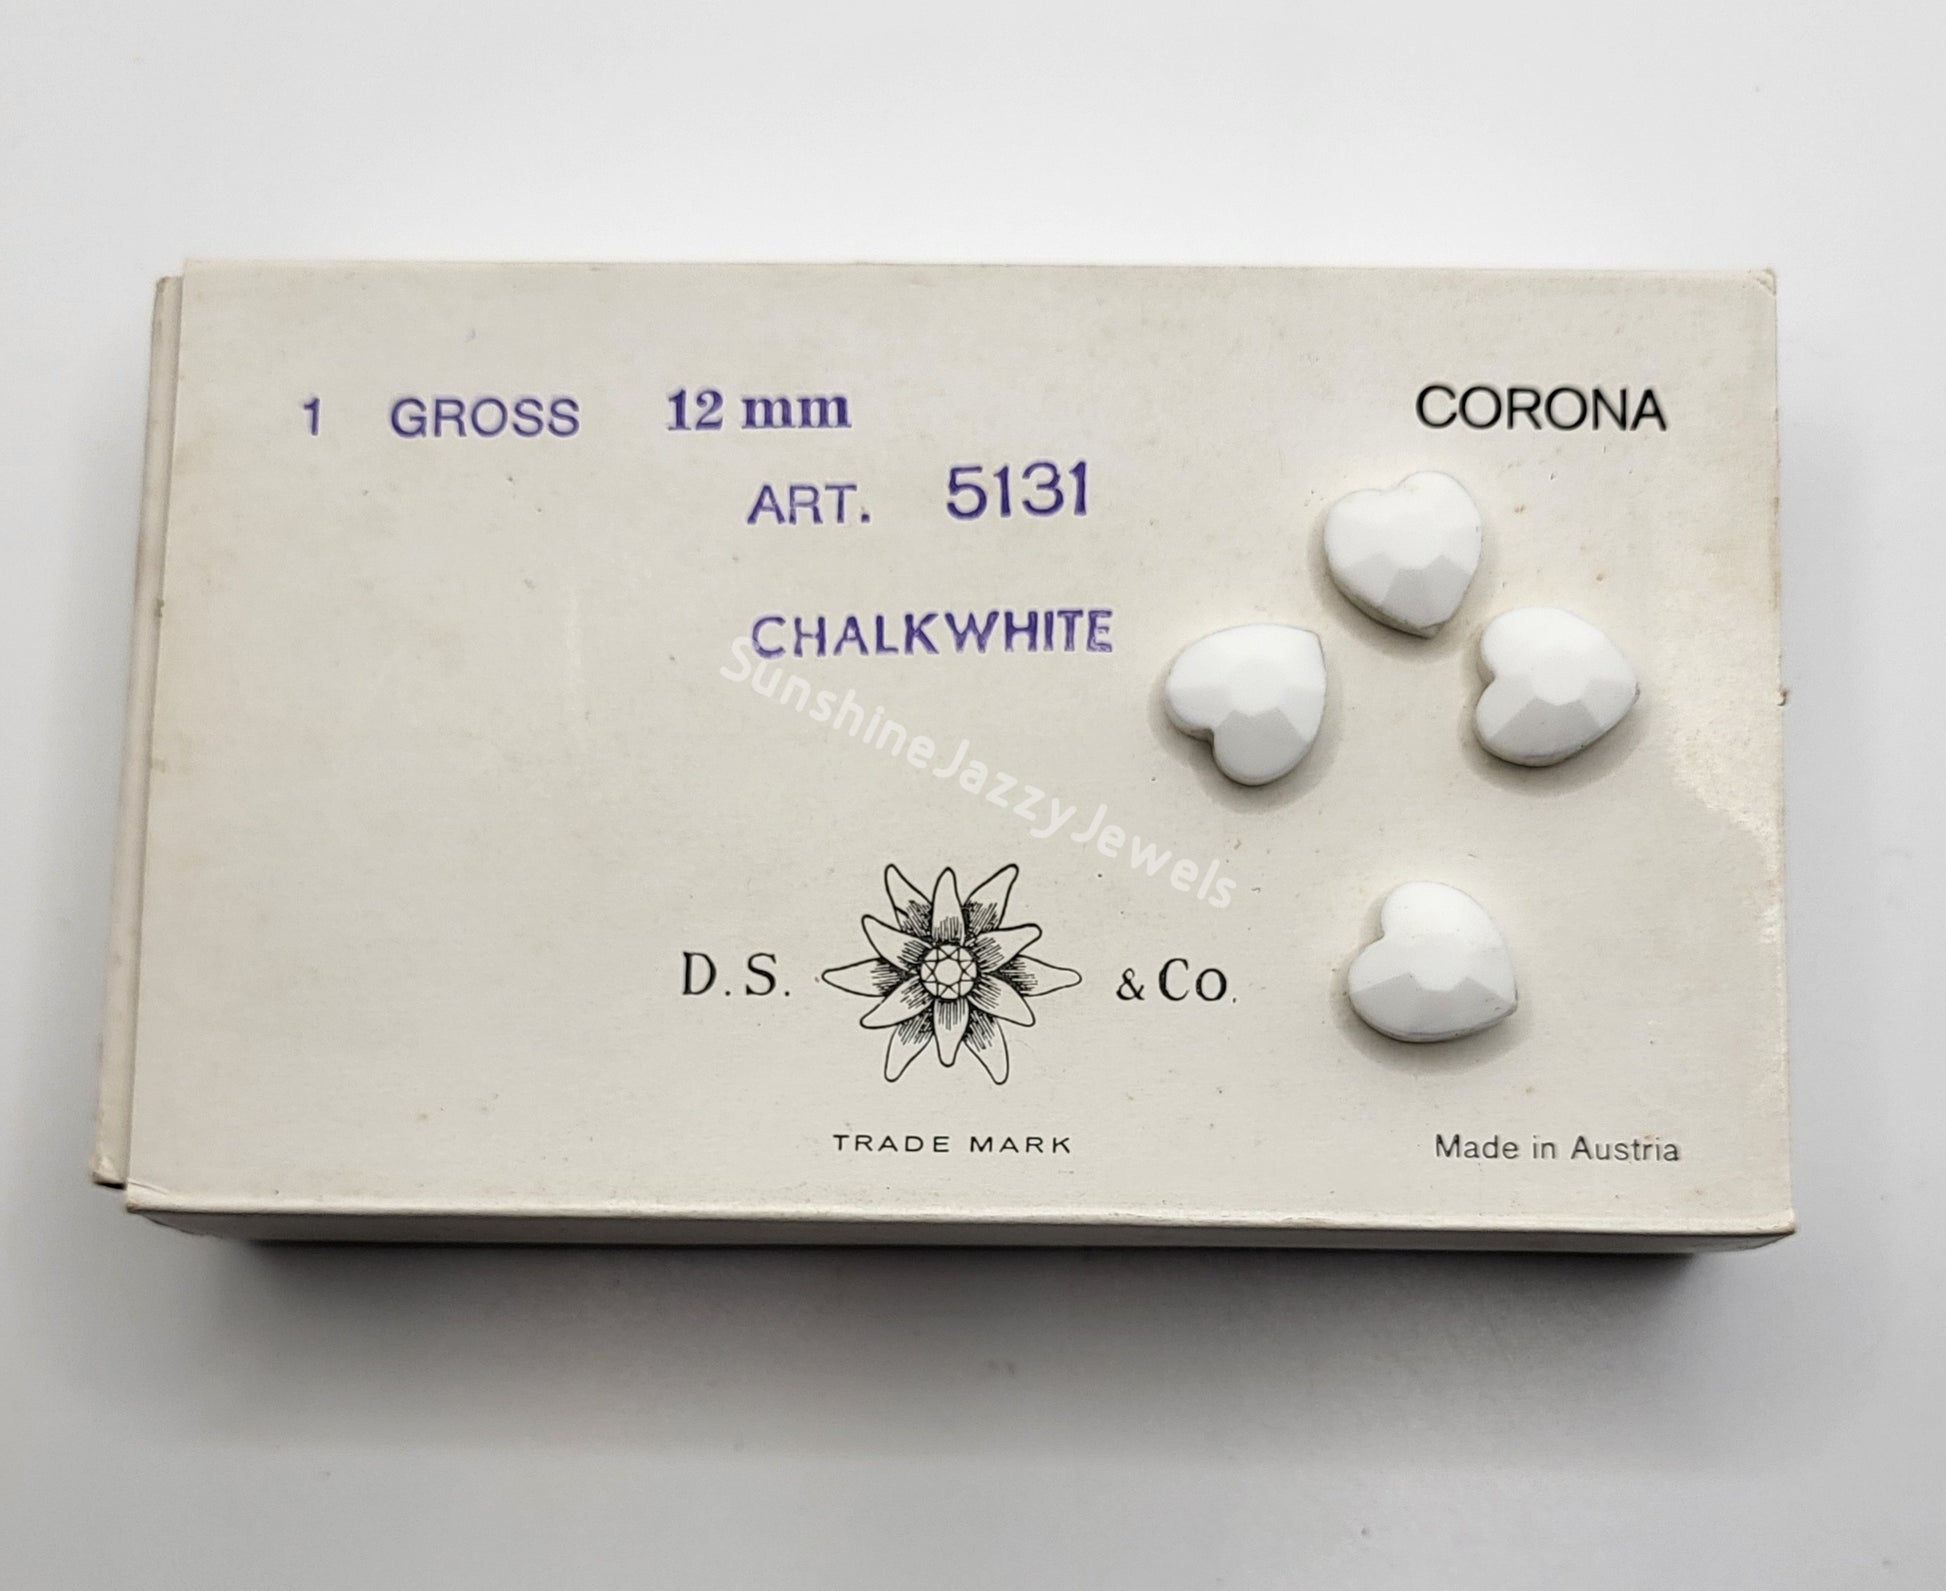 1 GROSS 12 mm CORONA
ART. 5131
CHALKWHITE
SunshineJazzyJewels
D.S. & Co.
TRADE MARK
Made in Austria